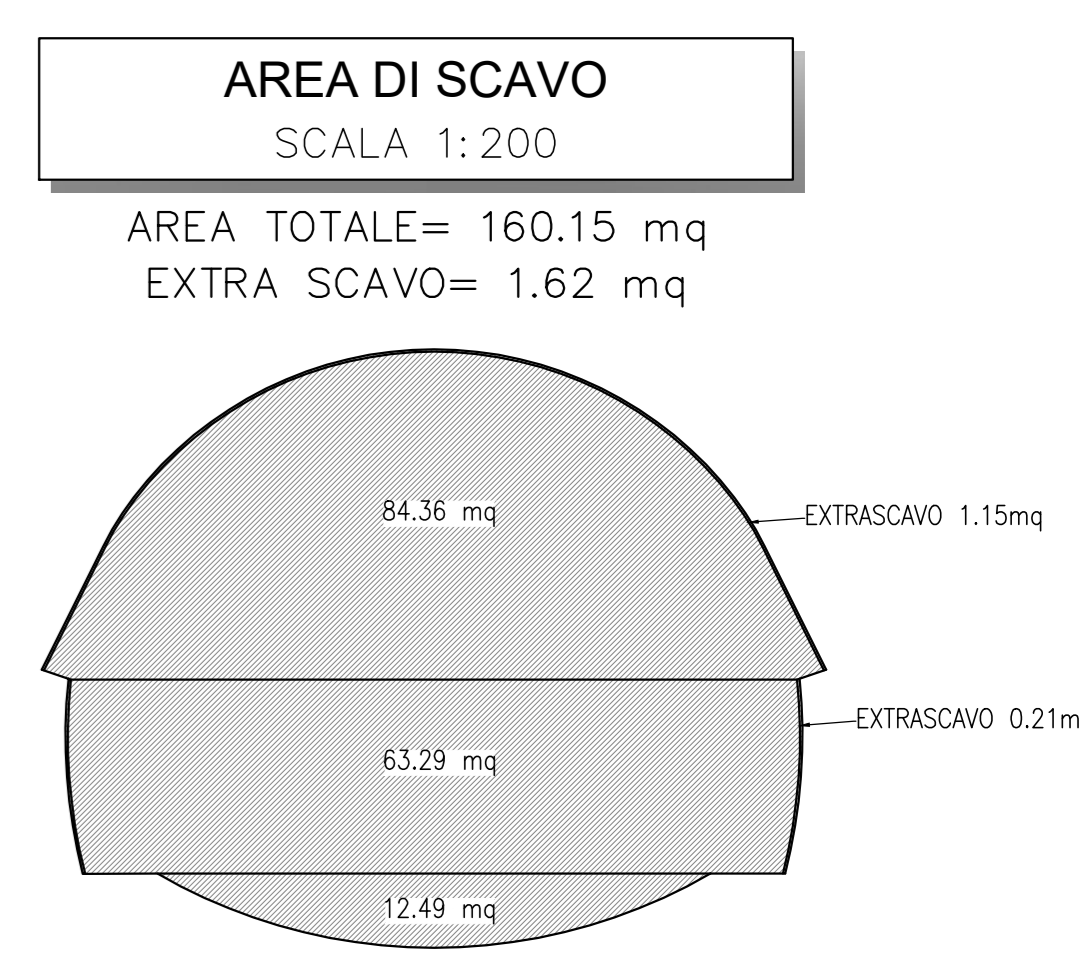 AREA DI SCAVO
SCALA 1:200
AREA TOTALE= 160.15 mq
EXTRA SCAVO= 1.62 mq
84.36 mq
EXTRASCAVO 1.15mq
EXTRASCAVO 0.21m
63.29 mq
12.49 mq